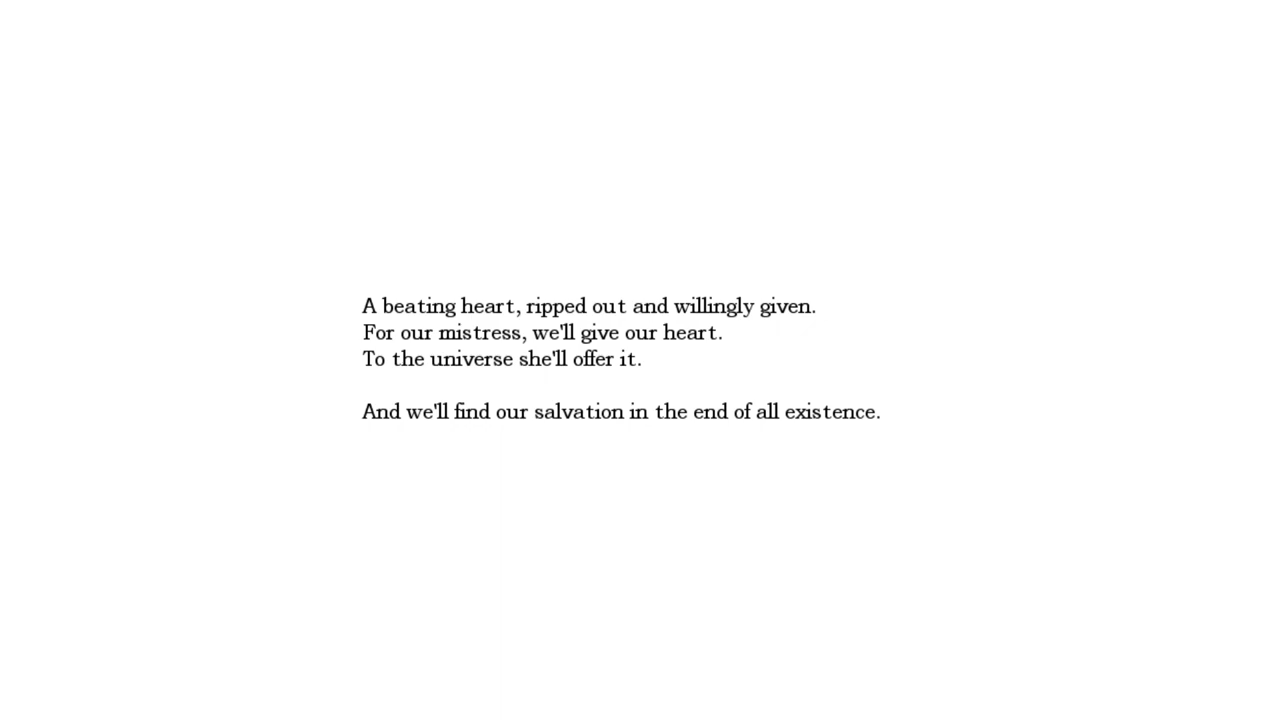 A beating heart, ripped out and willingly given.
For our mistress, we'll give our heart.
To the universe she'll offer it.
And we'll find our salvation in the end of all existence.